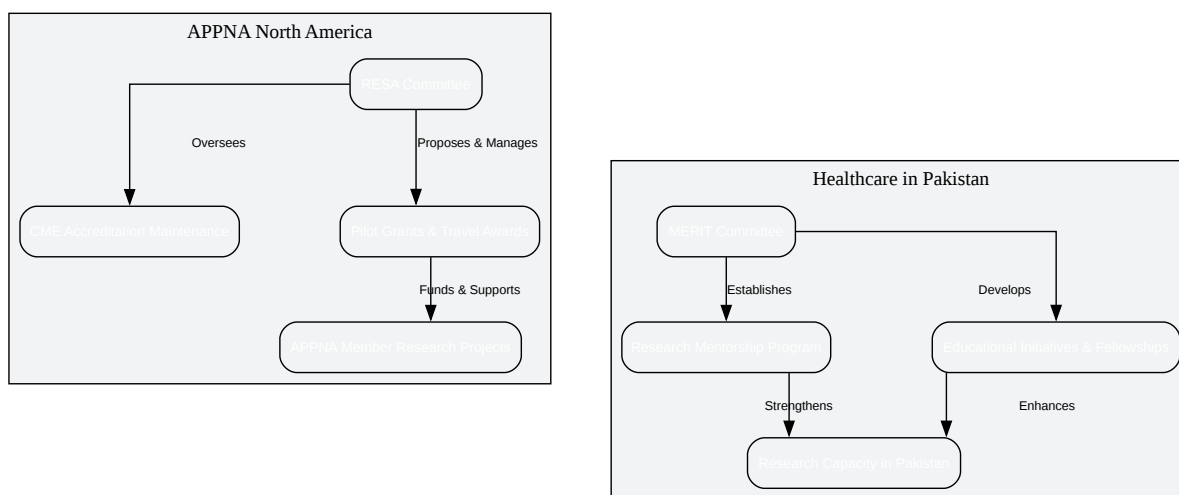 APPNA North America
RESA Committee
Oversees
Proposes & Manages
CME Accreditation Maintenance
Pilot Grants & Travel Awards
Funds & Supports
APPNA Member Research Projects
Healthcare in Pakistan
MERIT Committee
Establishes
Develops
Research Mentorship Program
Educational Initiatives & Fellowships
Strengthens
Enhances
Research Capacity in Pakistan